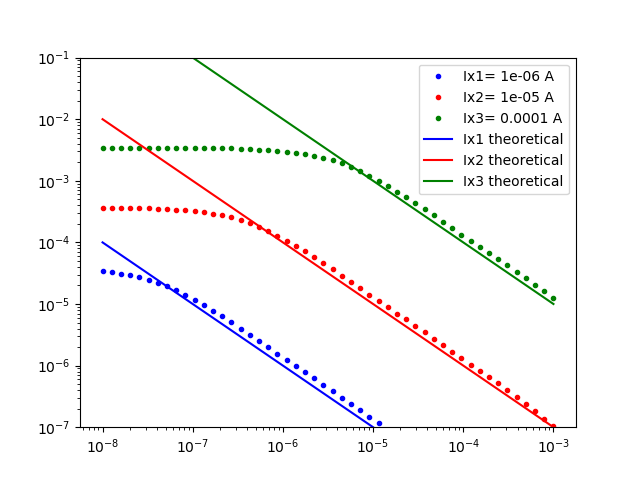 10⁻¹
10⁻²
10⁻³
10⁻⁴
10⁻⁵
10⁻⁶
10⁻⁷
Ix1= 1e-06 A
Ix2= 1e-05 A
Ix3= 0.0001 A
Ix1 theoretical
Ix2 theoretical
Ix3 theoretical
10⁻⁸ 10⁻⁷ 10⁻⁶ 10⁻⁵ 10⁻⁴ 10⁻³